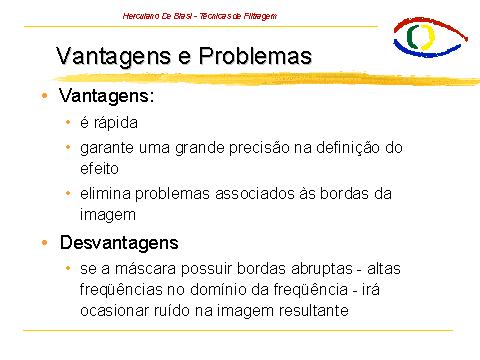 Herculano De Biasi - Técnicas de Filtragem
Vantagens e Problemas
• Vantagens:
• é rápida
• garante uma grande precisão na definição do
efeito
• elimina problemas associados às bordas da
imagem
• Desvantagens
• se a máscara possuir bordas abruptas - altas
freqüências no domínio da freqüência - irá
ocasionar ruído na imagem resultante